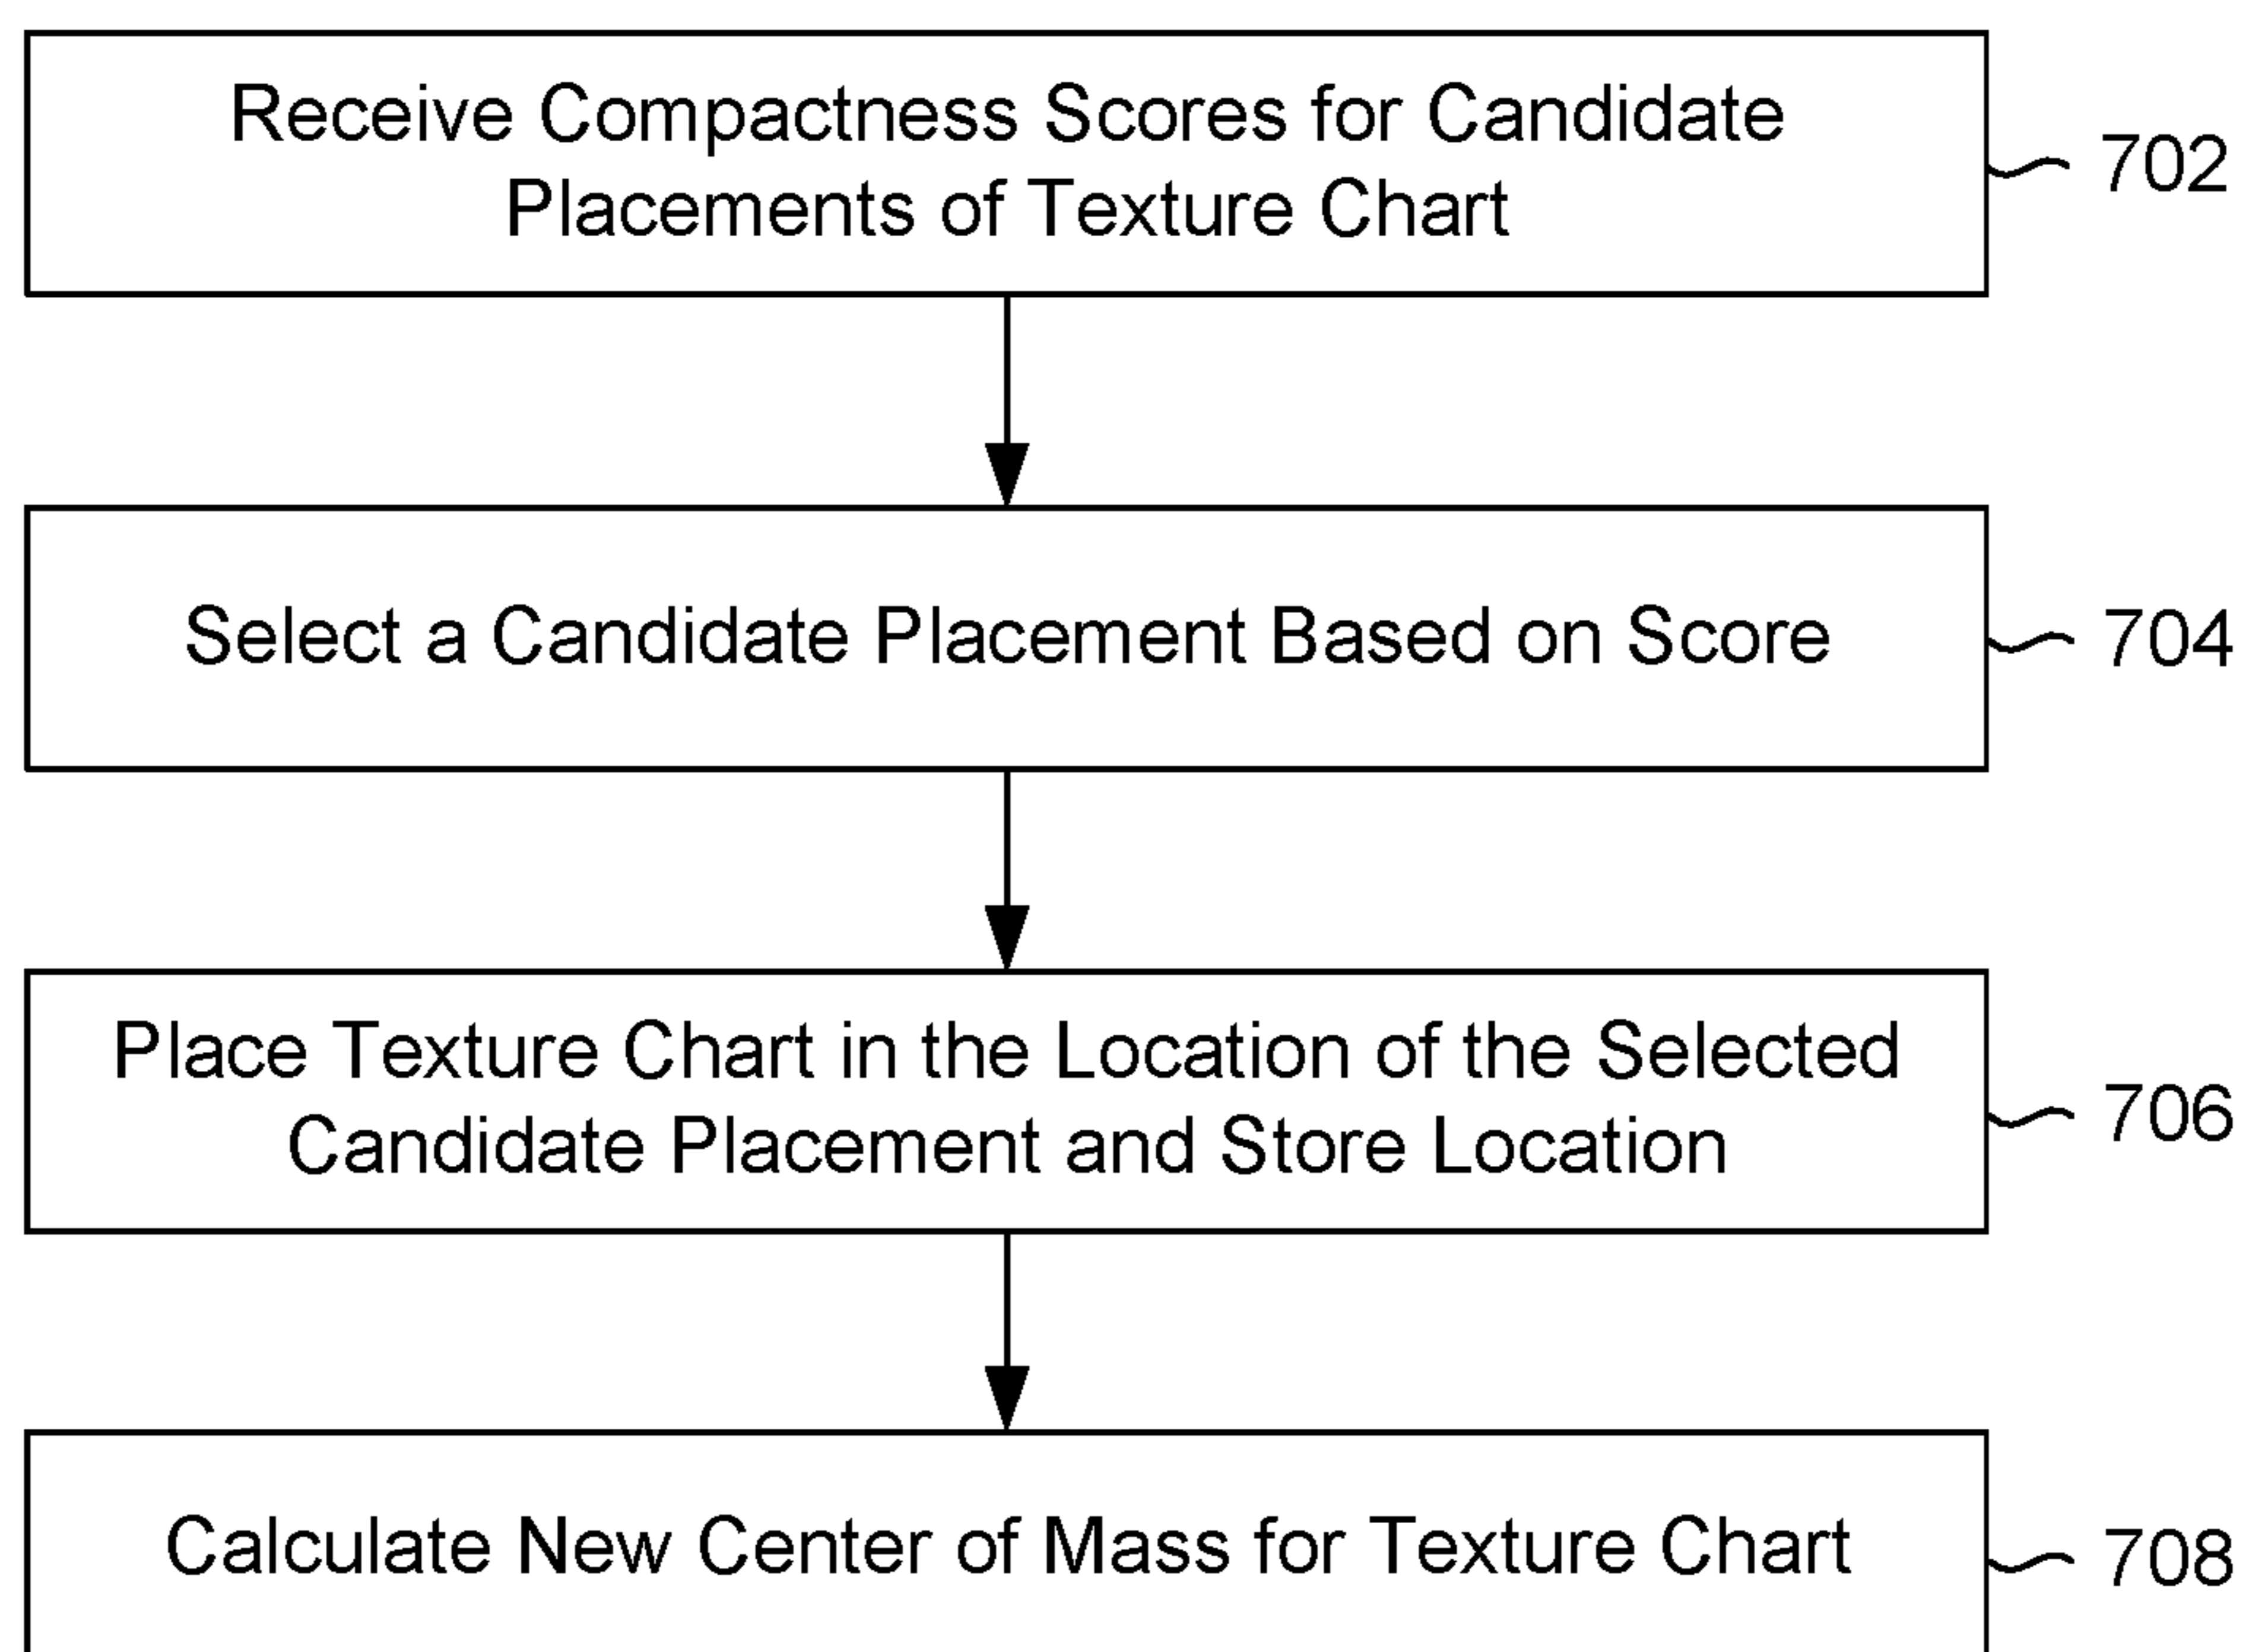 Receive Compactness Scores for Candidate
Placements of Texture Chart
702
Select a Candidate Placement Based on Score
704
Place Texture Chart in the Location of the Selected
Candidate Placement and Store Location
706
Calculate New Center of Mass for Texture Chart
708